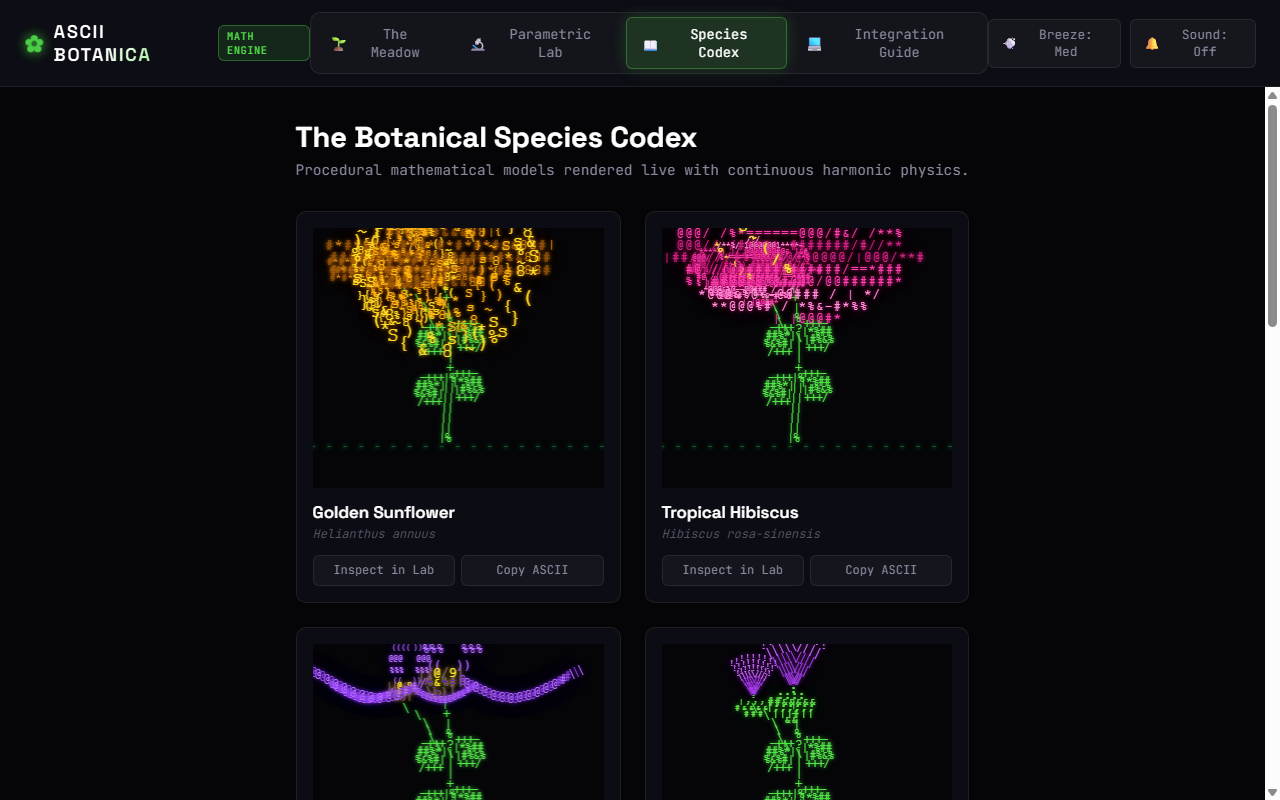 ASCII
BOTANICA
MATH
ENGINE
The
Meadow
Parametric
Lab
Species
Codex
Integration
Guide
Breeze:
Med
Sound:
Off
The Botanical Species Codex
Procedural mathematical models rendered live with continuous harmonic physics.
Golden Sunflower
Helianthus annuus
Inspect in Lab
Copy ASCII
Tropical Hibiscus
Hibiscus rosa-sinensis
Inspect in Lab
Copy ASCII